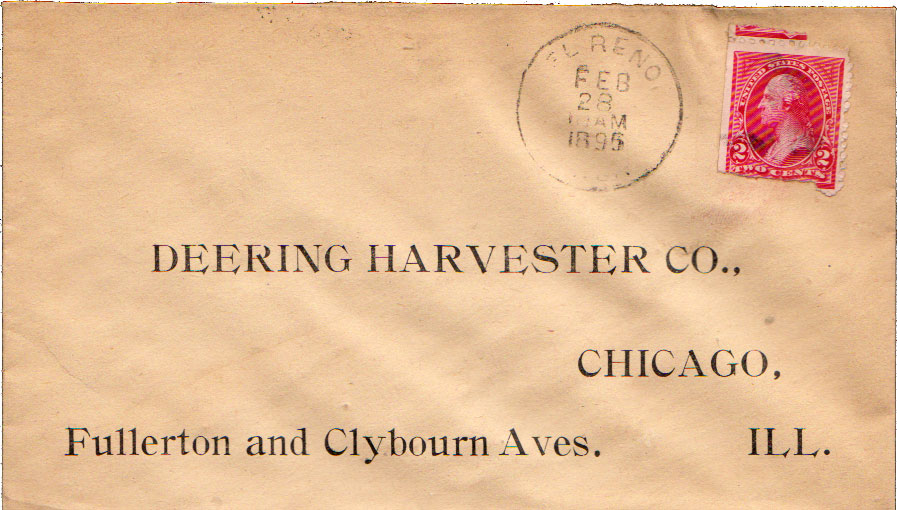 EL RENO
FEB
28
AM
1895
UNITED STATES POSTAGE
2 2
TWO CENTS
DEERING HARVESTER CO.,
CHICAGO,
Fullerton and Clybourn Aves. ILL.